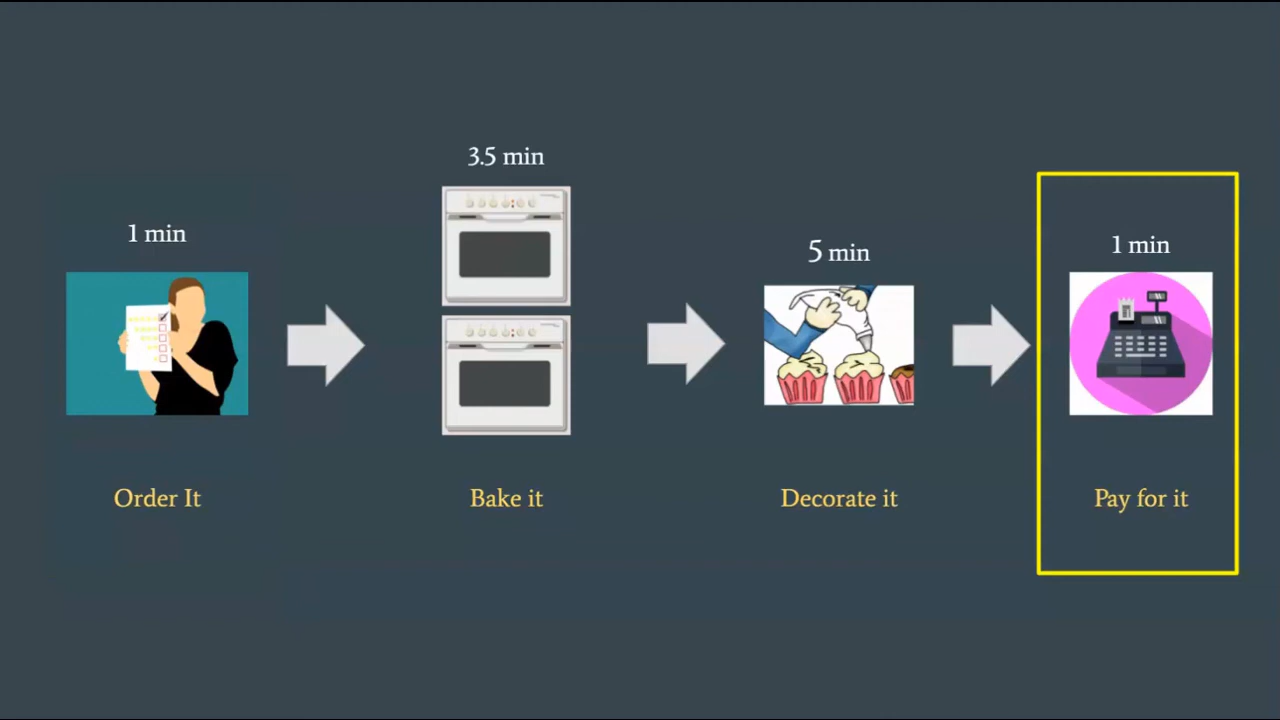 1 min
3.5 min
5 min
1 min
Order It
Bake it
Decorate it
Pay for it